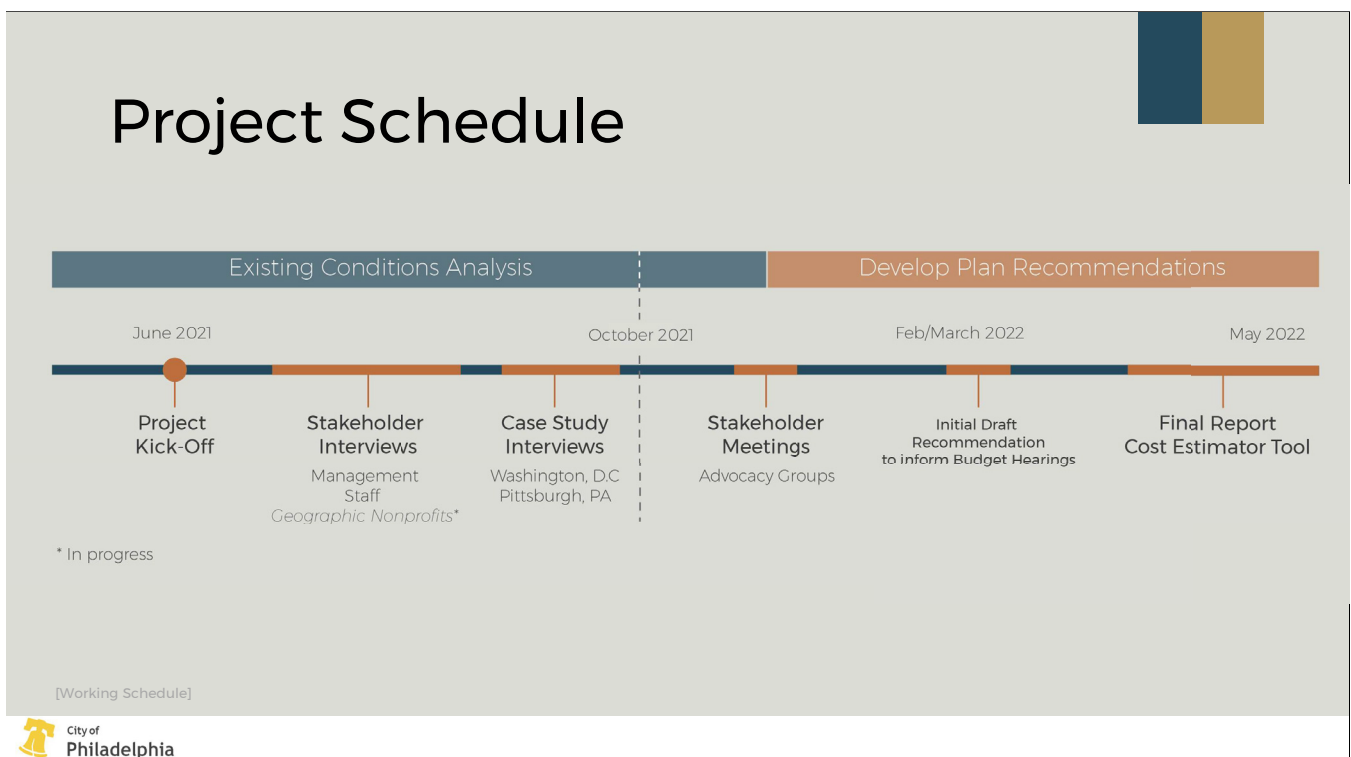 Project Schedule
Existing Conditions Analysis
Develop Plan Recommendations
June 2021
October 2021
Feb/March 2022
May 2022
Project
Kick-Off
Stakeholder
Interviews
Management
Staff
Geographic Nonprofits*
Case Study
Interviews
Washington, D.C
Pittsburgh, PA
Stakeholder
Meetings
Advocacy Groups
Initial Draft
Recommendation
to inform Budget Hearings
Final Report
Cost Estimator Tool
* In progress
[Working Schedule]
City of
Philadelphia